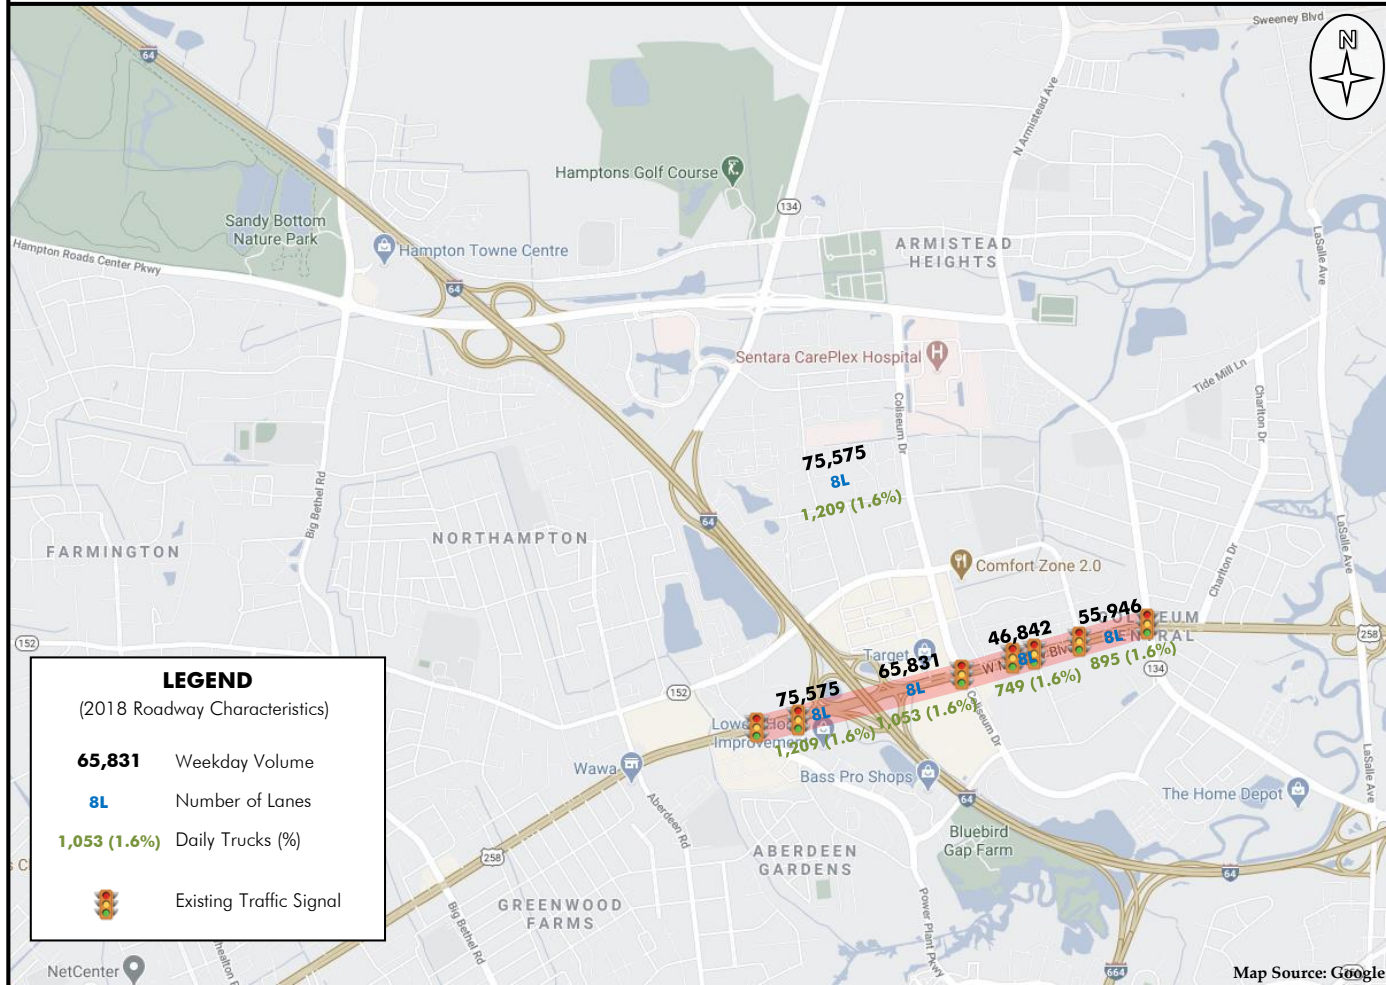 Sweeney Blvd
N
64
N Armistead Ave
Hamptons Golf Course
134
Sandy Bottom
Nature Park
Hampton Towne Centre
Hampton Roads Center Pkwy
ARMISTEAD
HEIGHTS
LaSalle Ave
64
Sentara CarePlex Hospital
H
Tide Mill Ln
Coliseum Dr
Charlton Dr
75,575
8L
1,209 (1.6%)
Big Bethel Rd
64
LaSalle Ave
FARMINGTON
NORTHAMPTON
Comfort Zone 2.0
Charlton Dr
55,946
8L
895 (1.6%)
46,842
8L
749 (1.6%)
258
152
Target
65,831
8L
1,053 (1.6%)
134
152
75,575
8L
1,209 (1.6%)
Coliseum Dr
Improvement
LaSalle Ave
Wawa
Bass Pro Shops
The Home Depot
64
Aberdeen Rd
Bluebird
Gap Farm
ABERDEEN
GARDENS
258
64
GREENWOOD
FARMS
Big Bethel Rd
Power Plant Pkwy
NetCenter
664
LEGEND
(2018 Roadway Characteristics)
65,831 Weekday Volume
8L Number of Lanes
1,053 (1.6%) Daily Trucks (%)
Existing Traffic Signal
Map Source: Google